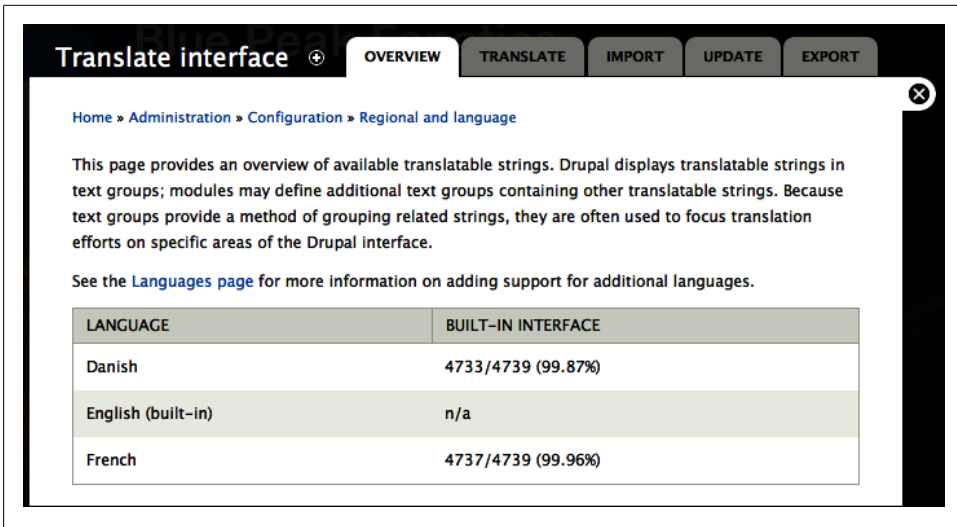 Blue Peak Fanatics
Translate interface
OVERVIEW
TRANSLATE
IMPORT
UPDATE
EXPORT
Home » Administration » Configuration » Regional and language
This page provides an overview of available translatable strings. Drupal displays translatable strings in
text groups; modules may define additional text groups containing other translatable strings. Because
text groups provide a method of grouping related strings, they are often used to focus translation
efforts on specific areas of the Drupal interface.
See the Languages page for more information on adding support for additional languages.
LANGUAGE BUILT-IN INTERFACE
Danish 4733/4739 (99.87%)
English (built-in) n/a
French 4737/4739 (99.96%)